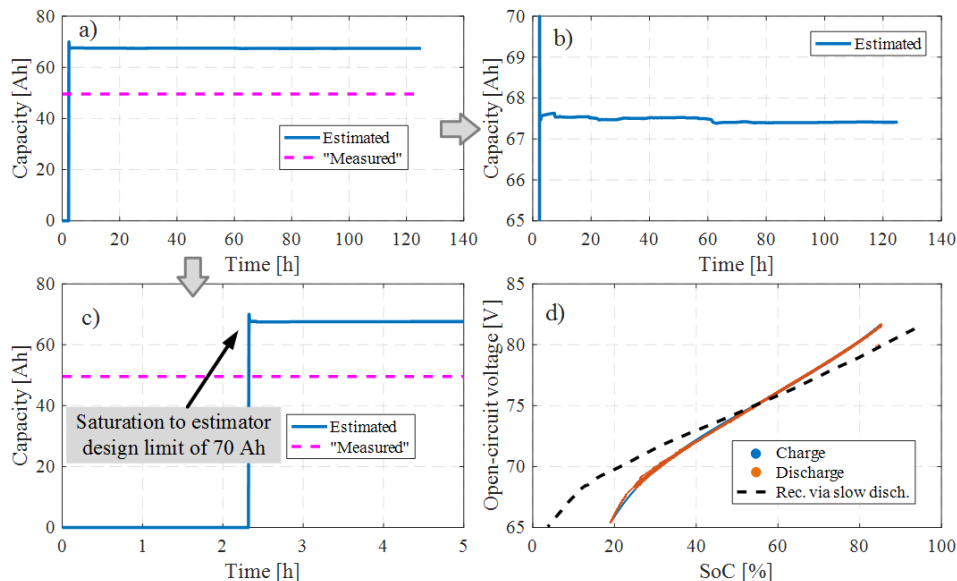 a)
Capacity [Ah]
80
60
40
20
0
Estimated
"Measured"
0 20 40 60 80 100 120 140
Time [h]
b)
Capacity [Ah]
70
69
68
67
66
65
Estimated
0 20 40 60 80 100 120 140
Time [h]
c)
Capacity [Ah]
80
60
40
20
0
Saturation to estimator
design limit of 70 Ah
Estimated
"Measured"
0 1 2 3 4 5
Time [h]
d)
Open-circuit voltage [V]
85
80
75
70
65
Charge
Discharge
Rec. via slow disch.
0 20 40 60 80 100
SoC [%]